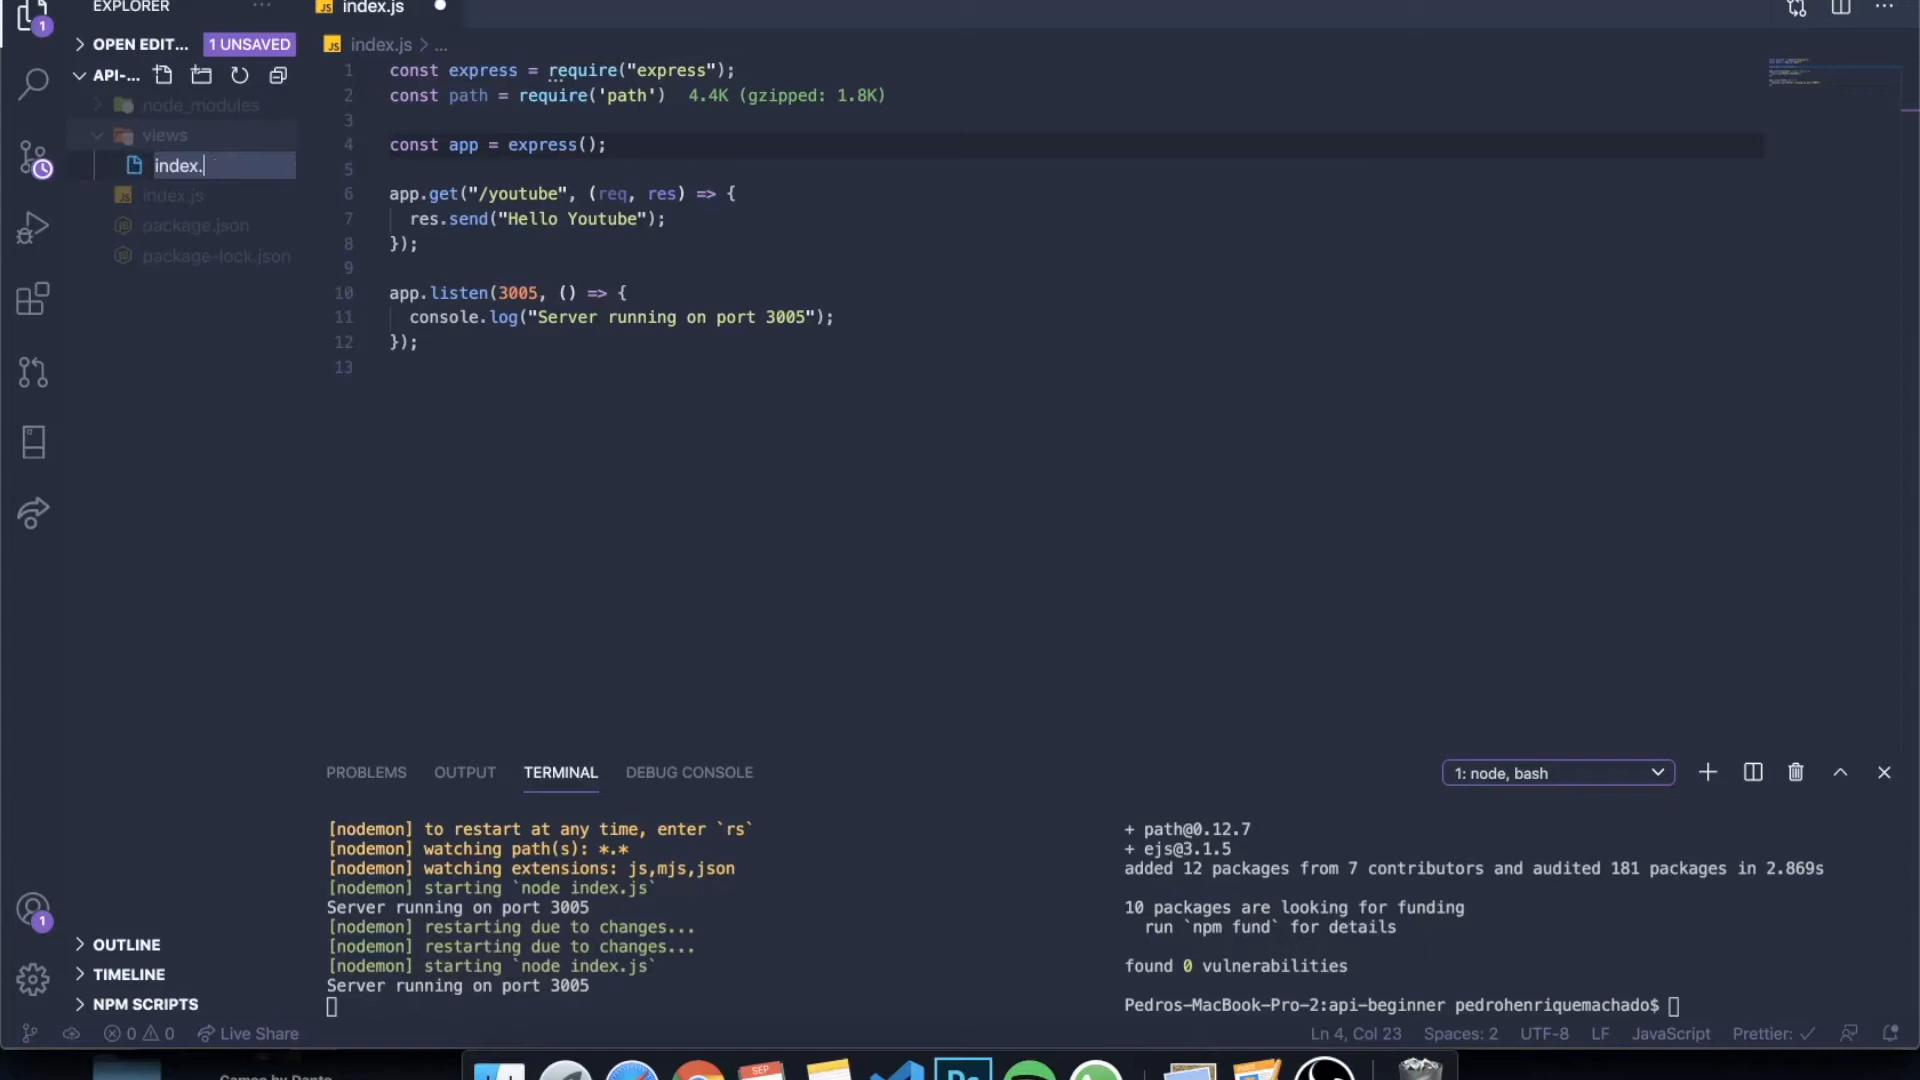 EXPLORER
1
OPEN EDIT... 1 UNSAVED
API-...
node_modules
views
index.
index.js
package.json
package-lock.json
JS index.js
JS index.js > ...
1 const express = require("express");
2 const path = require('path') 4.4K (gzipped: 1.8K)
3
4 const app = express();
5
6 app.get("/youtube", (req, res) => {
7 res.send("Hello Youtube");
8 });
9
10 app.listen(3005, () => {
11 console.log("Server running on port 3005");
12 });
13
PROBLEMS OUTPUT TERMINAL DEBUG CONSOLE
1: node, bash
[nodemon] to restart at any time, enter `rs`
[nodemon] watching path(s): *.*
[nodemon] watching extensions: js,mjs,json
[nodemon] starting `node index.js`
Server running on port 3005
[nodemon] restarting due to changes...
[nodemon] restarting due to changes...
[nodemon] starting `node index.js`
Server running on port 3005
+ path@0.12.7
+ ejs@3.1.5
added 12 packages from 7 contributors and audited 181 packages in 2.869s
10 packages are looking for funding
run `npm fund` for details
found 0 vulnerabilities
Pedros-MacBook-Pro-2:api-beginner pedrohenriquemachado$
1
OUTLINE
TIMELINE
NPM SCRIPTS
0 0 Live Share
Ln 4, Col 23 Spaces: 2 UTF-8 LF JavaScript Prettier: ✓
SEP